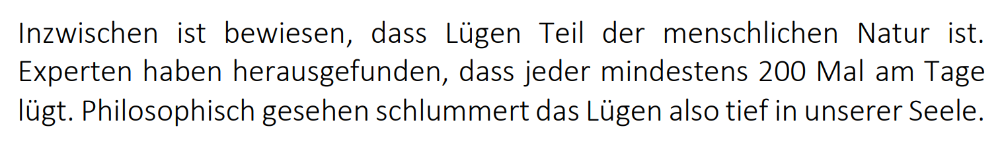 Inzwischen ist bewiesen, dass Lügen Teil der menschlichen Natur ist.
Experten haben herausgefunden, dass jeder mindestens 200 Mal am Tage
lügt. Philosophisch gesehen schlummert das Lügen also tief in unserer Seele.